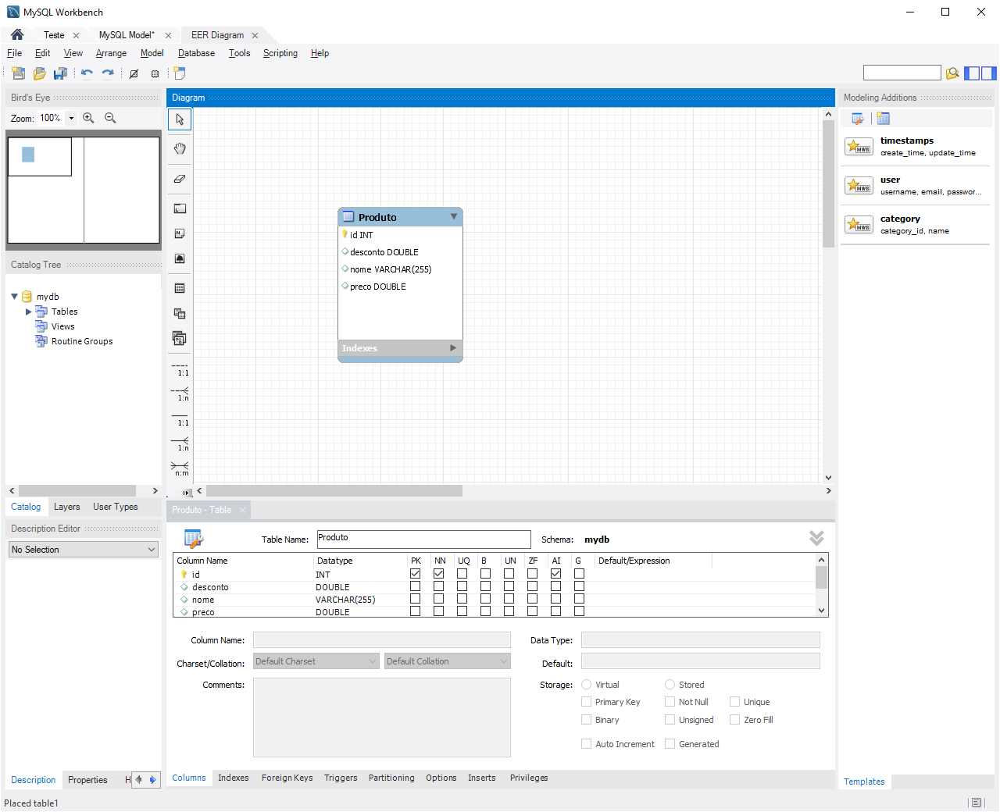 MySQL Workbench
Teste
MySQL Model*
EER Diagram
File Edit View Arrange Model Database Tools Scripting Help
Bird's Eye
Zoom: 100%
Diagram
Modeling Additions
timestamps
create_time, update_time
user
username, email, passwor...
category
category_id, name
Produto
id INT
desconto DOUBLE
nome VARCHAR(255)
preco DOUBLE
Indexes
Catalog Tree
mydb
Tables
Views
Routine Groups
1:1
1:n
1:1
1:n
n:m
Catalog Layers User Types
Description Editor
No Selection
Produto - Table
Table Name: Produto Schema: mydb
Column Name Datatype PK NN UQ B UN ZF AI G Default/Expression
id INT
desconto DOUBLE
nome VARCHAR(255)
preco DOUBLE
Column Name: Data Type:
Charset/Collation: Default Charset Default Collation Default:
Comments: Storage: Virtual Stored
Primary Key Not Null Unique
Binary Unsigned Zero Fill
Auto Increment Generated
Columns Indexes Foreign Keys Triggers Partitioning Options Inserts Privileges
Description Properties H
Templates
Placed table1
MWB
MWB
MWB